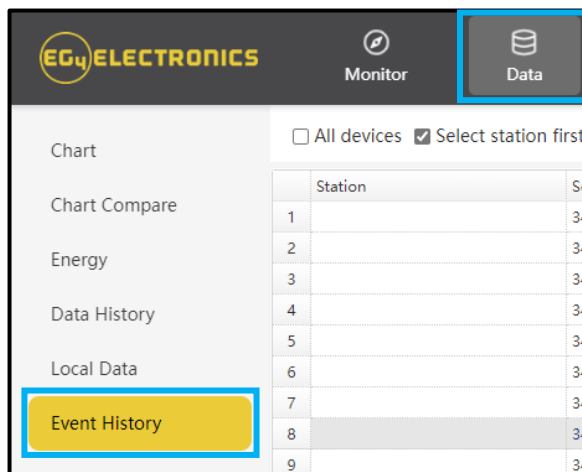 EG4 ELECTRONICS
Monitor
Data
Chart
Chart Compare
Energy
Data History
Local Data
Event History
All devices Select station first
Station
1
2
3
4
5
6
7
8
9